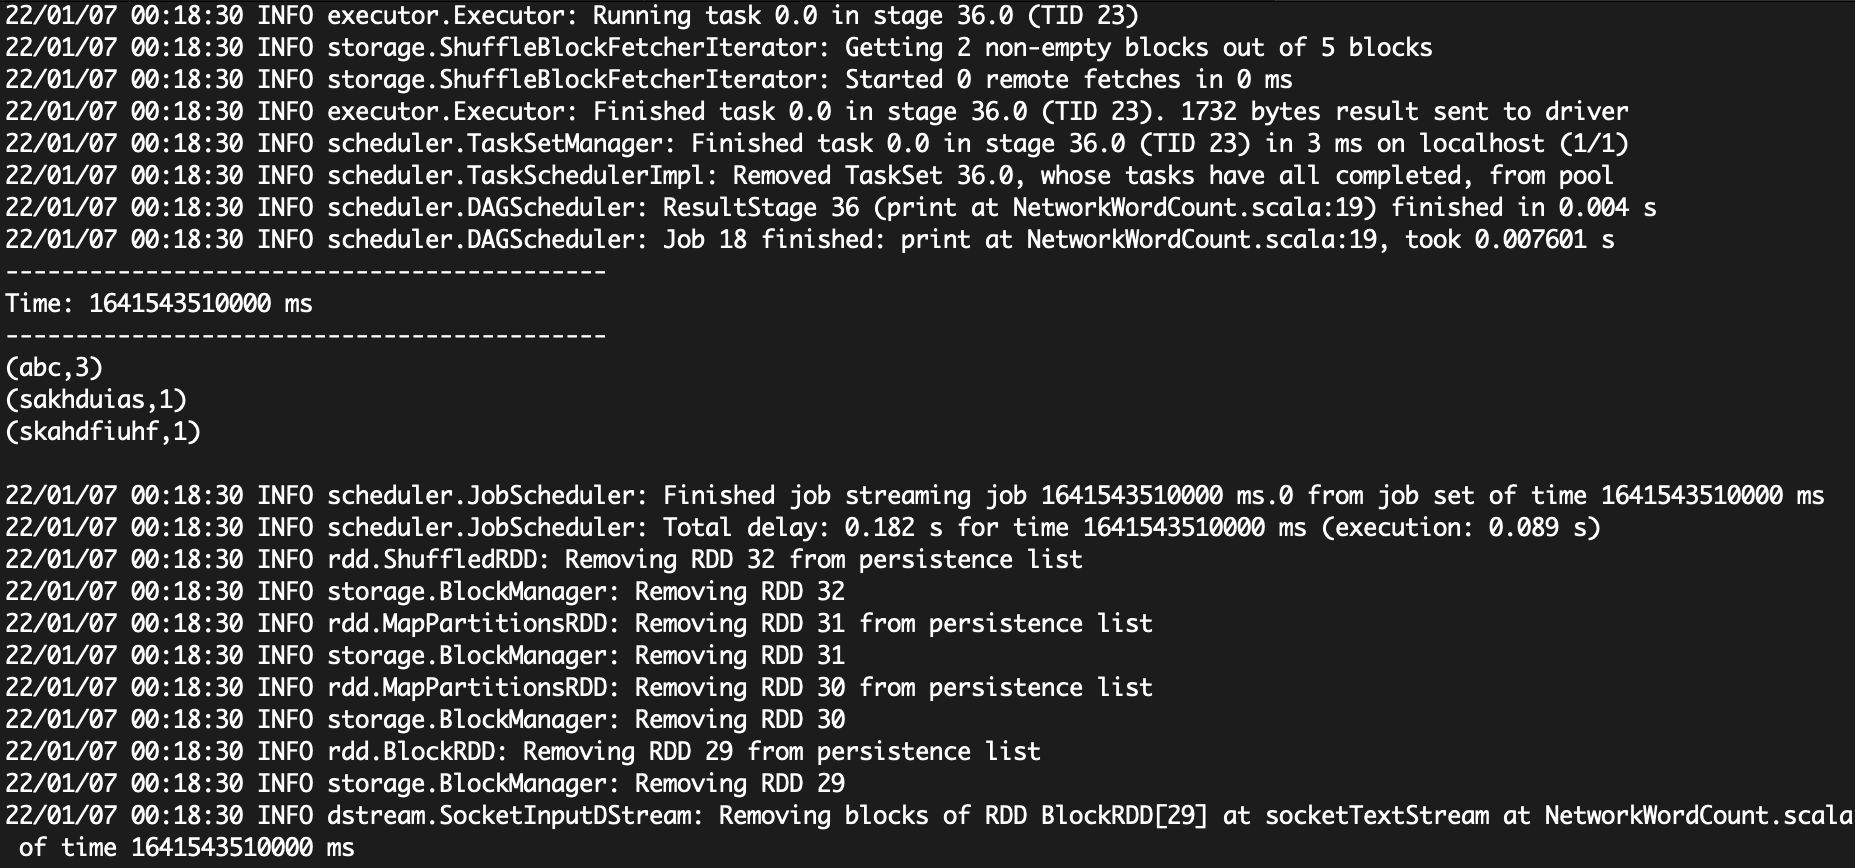 22/01/07 00:18:30 INFO executor.Executor: Running task 0.0 in stage 36.0 (TID 23)
22/01/07 00:18:30 INFO storage.ShuffleBlockFetcherIterator: Getting 2 non-empty blocks out of 5 blocks
22/01/07 00:18:30 INFO storage.ShuffleBlockFetcherIterator: Started 0 remote fetches in 0 ms
22/01/07 00:18:30 INFO executor.Executor: Finished task 0.0 in stage 36.0 (TID 23). 1732 bytes result sent to driver
22/01/07 00:18:30 INFO scheduler.TaskSetManager: Finished task 0.0 in stage 36.0 (TID 23) in 3 ms on localhost (1/1)
22/01/07 00:18:30 INFO scheduler.TaskSchedulerImpl: Removed TaskSet 36.0, whose tasks have all completed, from pool
22/01/07 00:18:30 INFO scheduler.DAGScheduler: ResultStage 36 (print at NetworkWordCount.scala:19) finished in 0.004 s
22/01/07 00:18:30 INFO scheduler.DAGScheduler: Job 18 finished: print at NetworkWordCount.scala:19, took 0.007601 s
-------------------------------------------
Time: 1641543510000 ms
-------------------------------------------
(abc,3)
(sakhduias,1)
(skahdfiuhf,1)
22/01/07 00:18:30 INFO scheduler.JobScheduler: Finished job streaming job 1641543510000 ms.0 from job set of time 1641543510000 ms
22/01/07 00:18:30 INFO scheduler.JobScheduler: Total delay: 0.182 s for time 1641543510000 ms (execution: 0.089 s)
22/01/07 00:18:30 INFO rdd.ShuffledRDD: Removing RDD 32 from persistence list
22/01/07 00:18:30 INFO storage.BlockManager: Removing RDD 32
22/01/07 00:18:30 INFO rdd.MapPartitionsRDD: Removing RDD 31 from persistence list
22/01/07 00:18:30 INFO storage.BlockManager: Removing RDD 31
22/01/07 00:18:30 INFO rdd.MapPartitionsRDD: Removing RDD 30 from persistence list
22/01/07 00:18:30 INFO storage.BlockManager: Removing RDD 30
22/01/07 00:18:30 INFO rdd.BlockRDD: Removing RDD 29 from persistence list
22/01/07 00:18:30 INFO storage.BlockManager: Removing RDD 29
22/01/07 00:18:30 INFO dstream.SocketInputDStream: Removing blocks of RDD BlockRDD[29] at socketTextStream at NetworkWordCount.scala
of time 1641543510000 ms